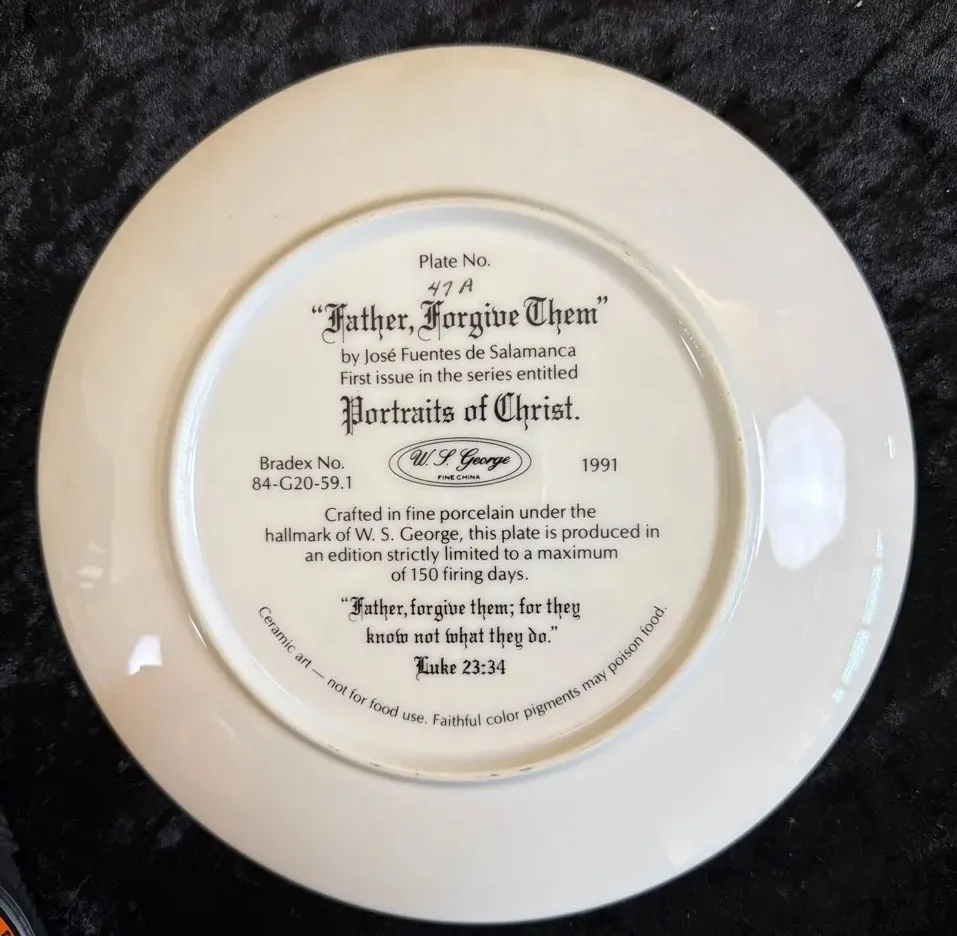 Plate No.
47 A
“Father, Forgive Them”
by José Fuentes de Salamanca
First issue in the series entitled
Portraits of Christ.
Bradex No.
84-G20-59.1
W. S. George
FINE CHINA
1991
Crafted in fine porcelain under the
hallmark of W. S. George, this plate is produced in
an edition strictly limited to a maximum
of 150 firing days.
“Father, forgive them; for they
know not what they do.”
Luke 23:34
Ceramic art — not for food use. Faithful color pigments may poison food.